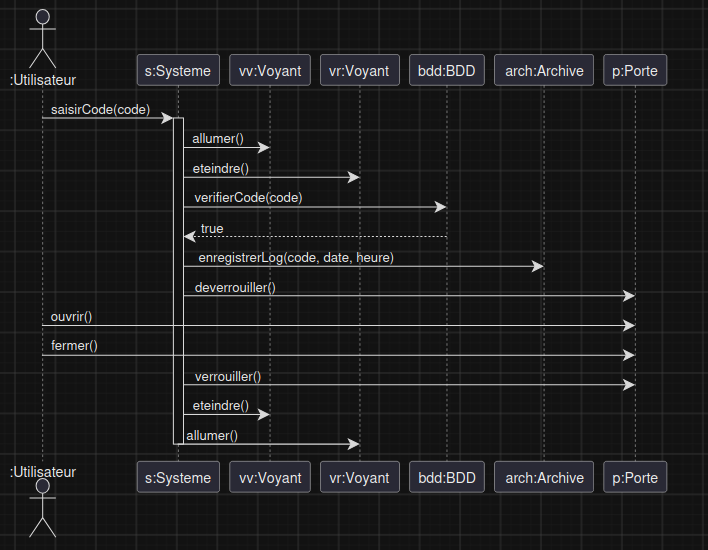 :Utilisateur
s:Systeme
vv:Voyant
vr:Voyant
bdd:BDD
arch:Archive
p:Porte
saisirCode(code)
allumer()
eteindre()
verifierCode(code)
true
enregistrerLog(code, date, heure)
deverrouiller()
ouvrir()
fermer()
verrouiller()
eteindre()
allumer()
:Utilisateur
s:Systeme
vv:Voyant
vr:Voyant
bdd:BDD
arch:Archive
p:Porte